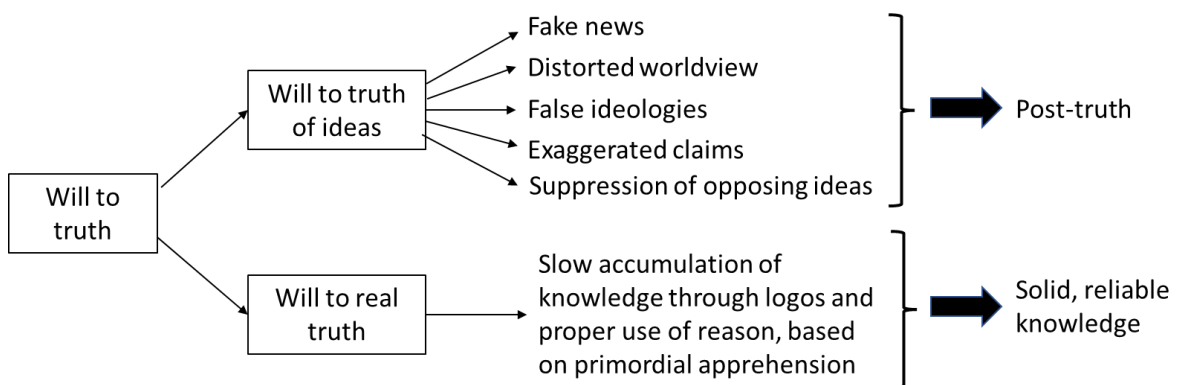 Will to
truth
Will to truth
of ideas
Fake news
Distorted worldview
False ideologies
Exaggerated claims
Suppression of opposing ideas
Post-truth
Will to real
truth
Slow accumulation of
knowledge through logos and
proper use of reason, based
on primordial apprehension
Solid, reliable
knowledge